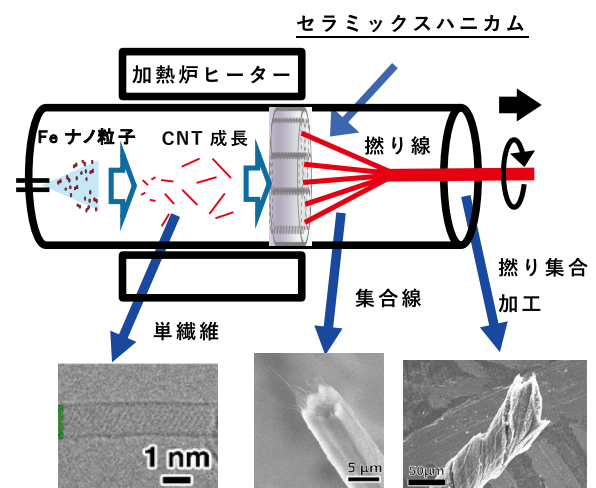 セラミックスハニカム
加熱炉ヒーター
Fe ナノ粒子
CNT 成長
撚り線
撚り集合
加工
集合線
単繊維
1 nm
5 μm
50μm